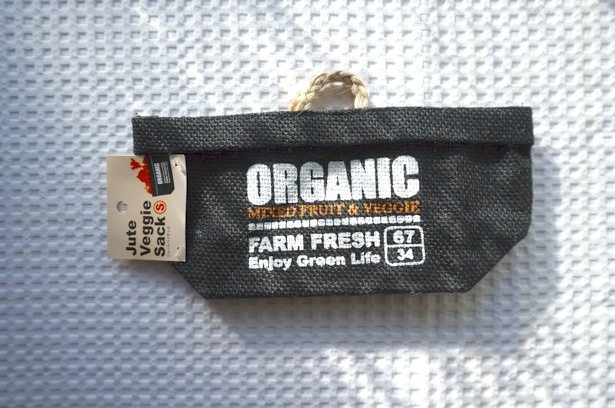 ORGANIC
MIXED FRUIT & VEGGIE
FARM FRESH
Enjoy Green Life
67
34
Jute
Veggie
Sack S